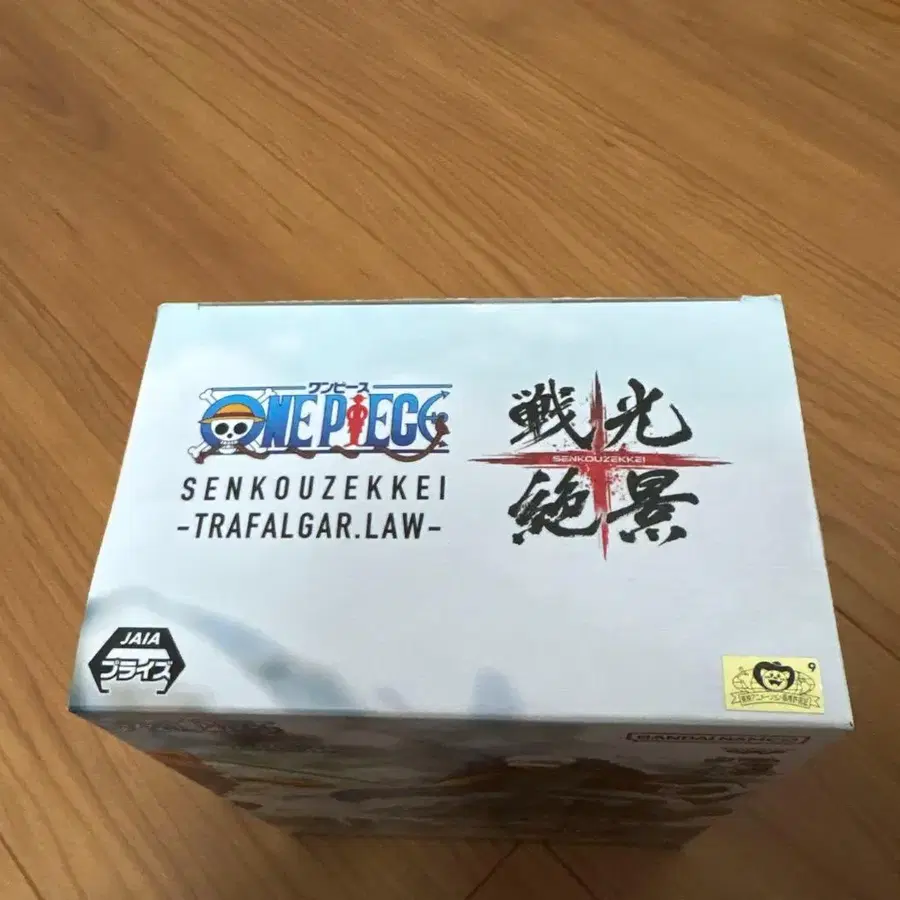 ワンピース
ONE PIECE
SENKOUZEKKEI
-TRAFALGAR.LAW-
戦光
SENKOUZEKKEI
絶景
JAIA
プライズ
9
BANDAI NAMCO